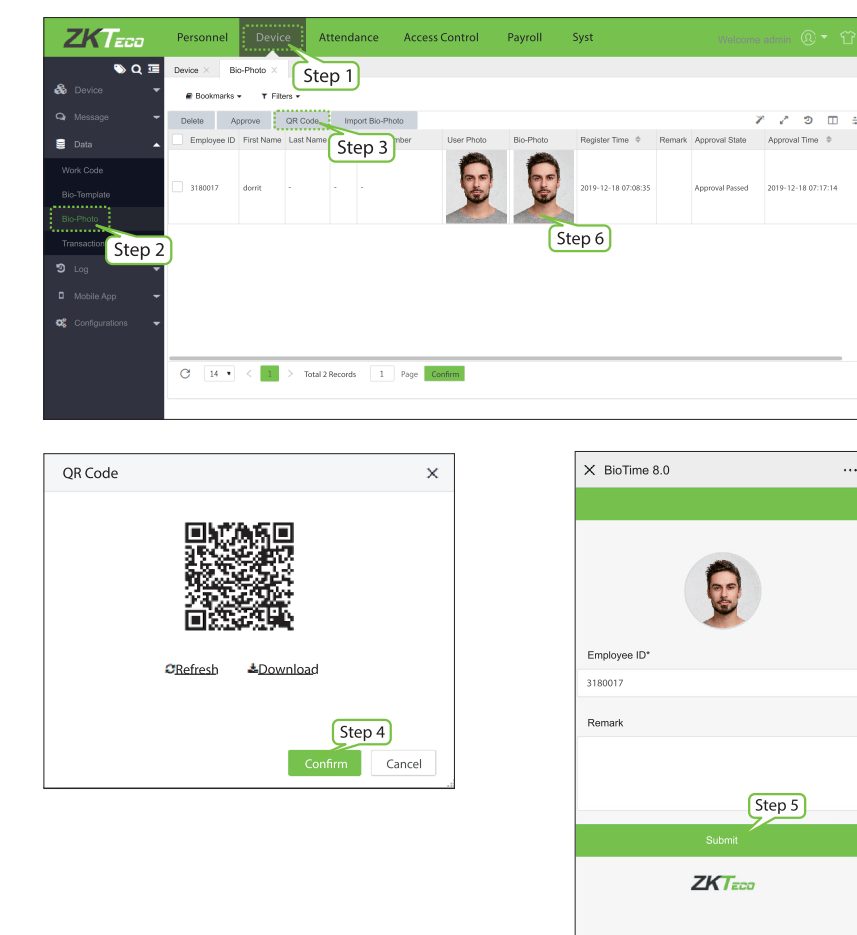 ZKTECO
Personnel Device Attendance Access Control Payroll Syst
Welcome admin
Step 1
Device × Bio-Photo ×
Device
Bookmarks Filters
Message
Delete Approve QR Code Import Bio-Photo
Step 3
Data
Employee ID First Name Last Name mber User Photo Bio-Photo Register Time Remark Approval State Approval Time
Work Code
3180017 dorrit - - - 2019-12-18 07:08:35 Approval Passed 2019-12-18 07:17:14
Bio-Template
Bio-Photo
Transaction
Step 2
Step 6
Log
Mobile App
Configurations
14 < 1 > Total 2 Records 1 Page Confirm
QR Code
Refresh Download
Step 4
Confirm Cancel
BioTime 8.0 ...
Employee ID*
3180017
Remark
Step 5
Submit
ZKTECO